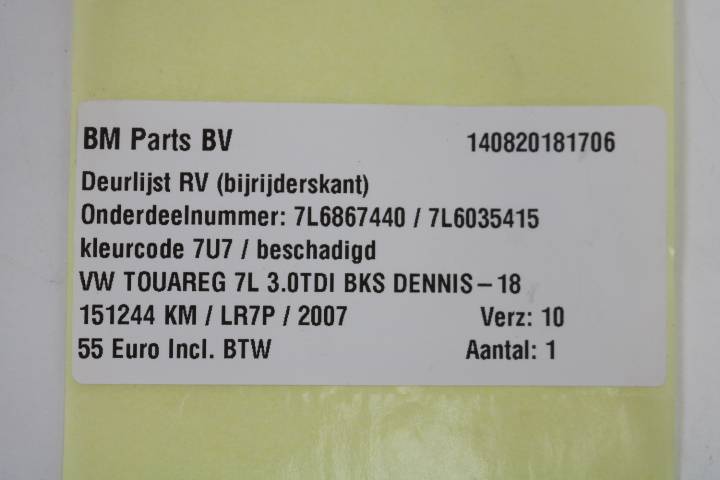 BM Parts BV 140820181706
Deurlijst RV (bijrijderskant)
Onderdeelnummer: 7L6867440 / 7L6035415
kleurcode 7U7 / beschadigd
VW TOUAREG 7L 3.0TDI BKS DENNIS-18
151244 KM / LR7P / 2007 Verz: 10
55 Euro Incl. BTW Aantal: 1